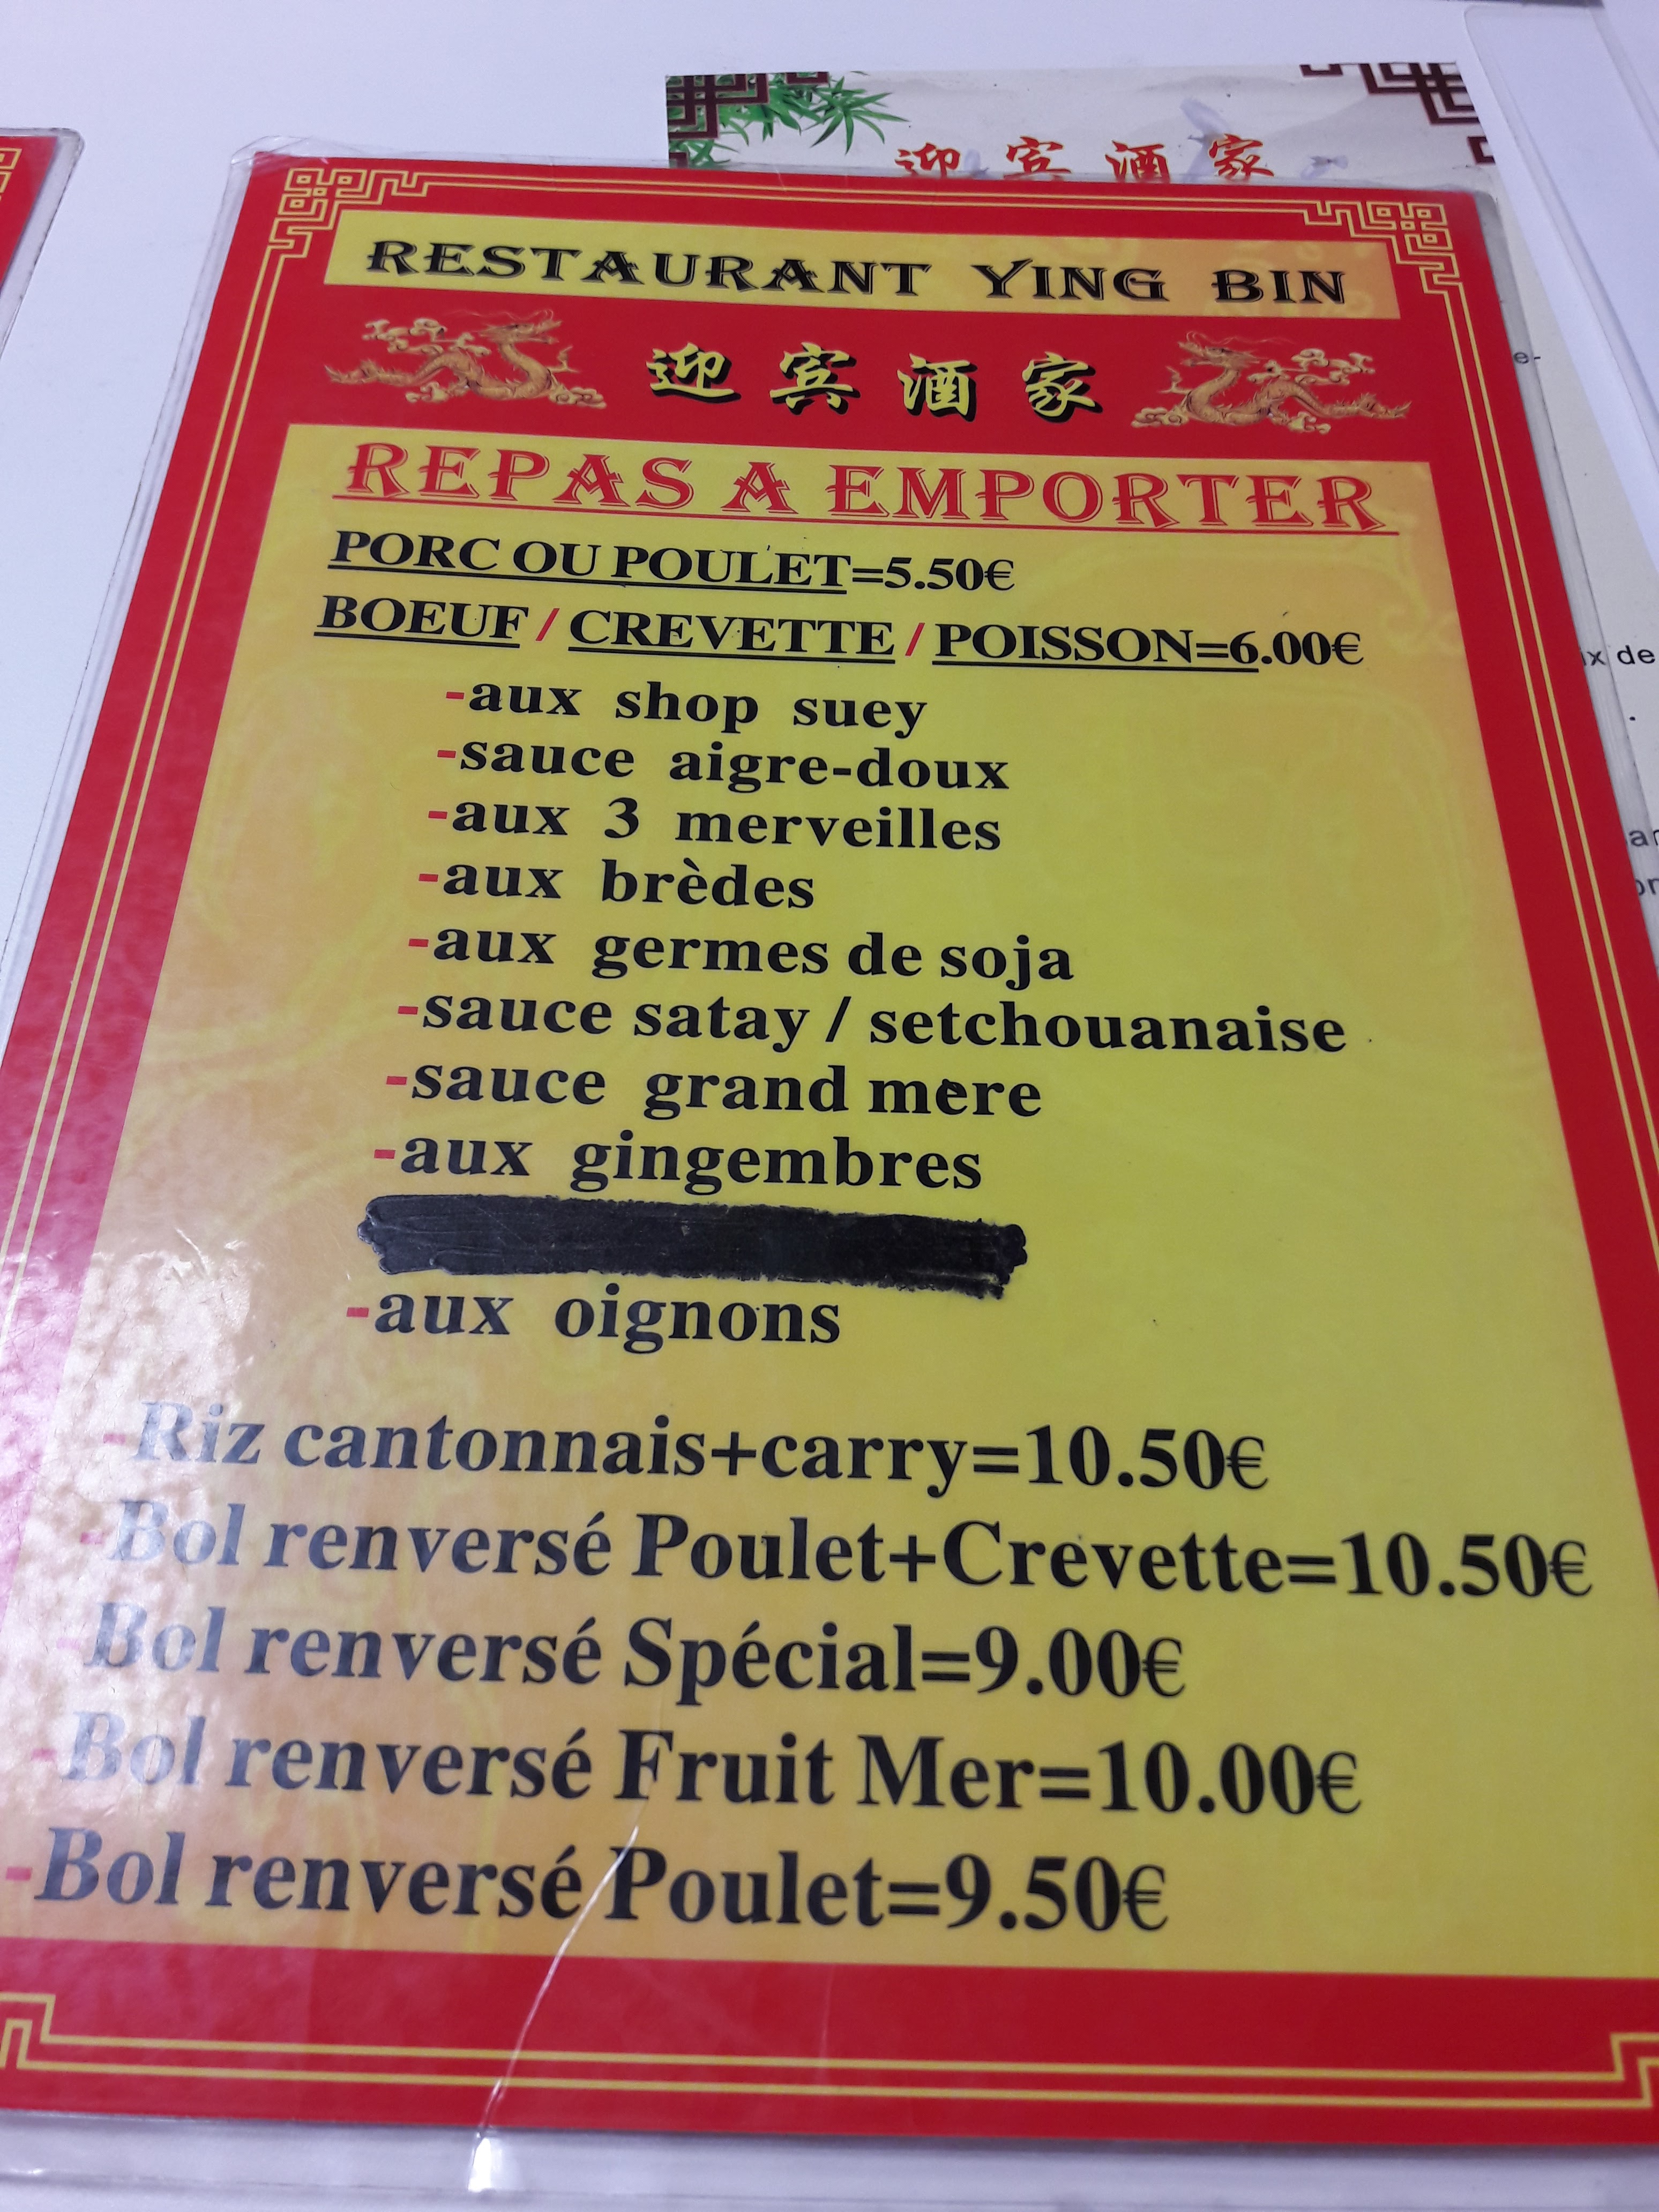 迎宾酒家
RESTAURANT YING BIN
迎宾酒家
REPAS A EMPORTER
PORC OU POULET=5.50€
BOEUF / CREVETTE / POISSON=6.00€
-aux shop suey
-sauce aigre-doux
-aux 3 merveilles
-aux brèdes
-aux germes de soja
-sauce satay / setchouanaise
-sauce grand mere
-aux gingembres
-aux oignons
-Riz cantonnais+carry=10.50€
-Bol renversé Poulet+Crevette=10.50€
-Bol renversé Spécial=9.00€
-Bol renversé Fruit Mer=10.00€
-Bol renversé Poulet=9.50€
de